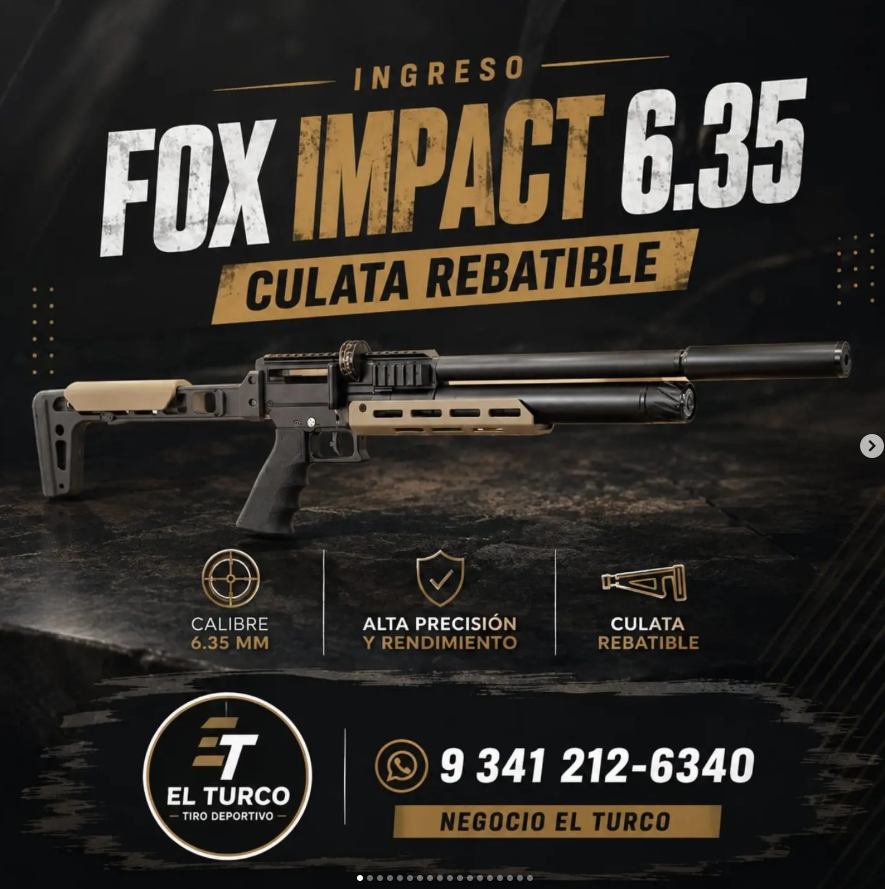 INGRESO
FOX IMPACT 6.35
CULATA REBATIBLE
CALIBRE
6.35 MM
ALTA PRECISIÓN
Y RENDIMIENTO
CULATA
REBATIBLE
ET
EL TURCO
TIRO DEPORTIVO
9 341 212-6340
NEGOCIO EL TURCO